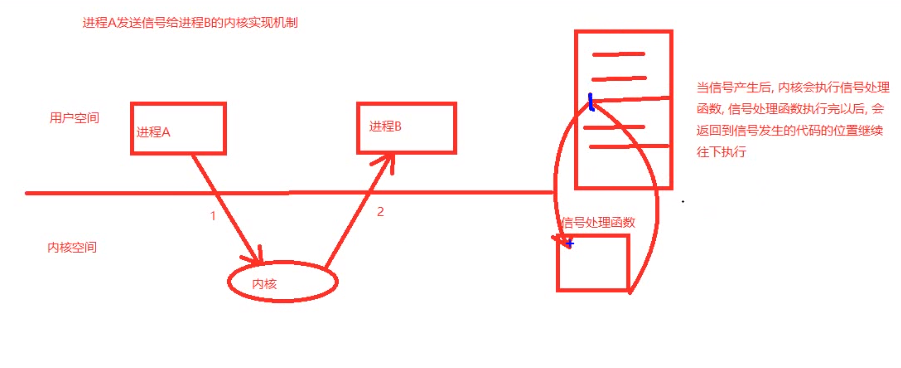 进程A发送信号给进程B的内核实现机制
用户空间
进程A
进程B
当信号产生后, 内核会执行信号处理
函数, 信号处理函数执行完以后, 会
返回到信号发生的代码的位置继续
往下执行
1
2
内核空间
内核
信号处理函数